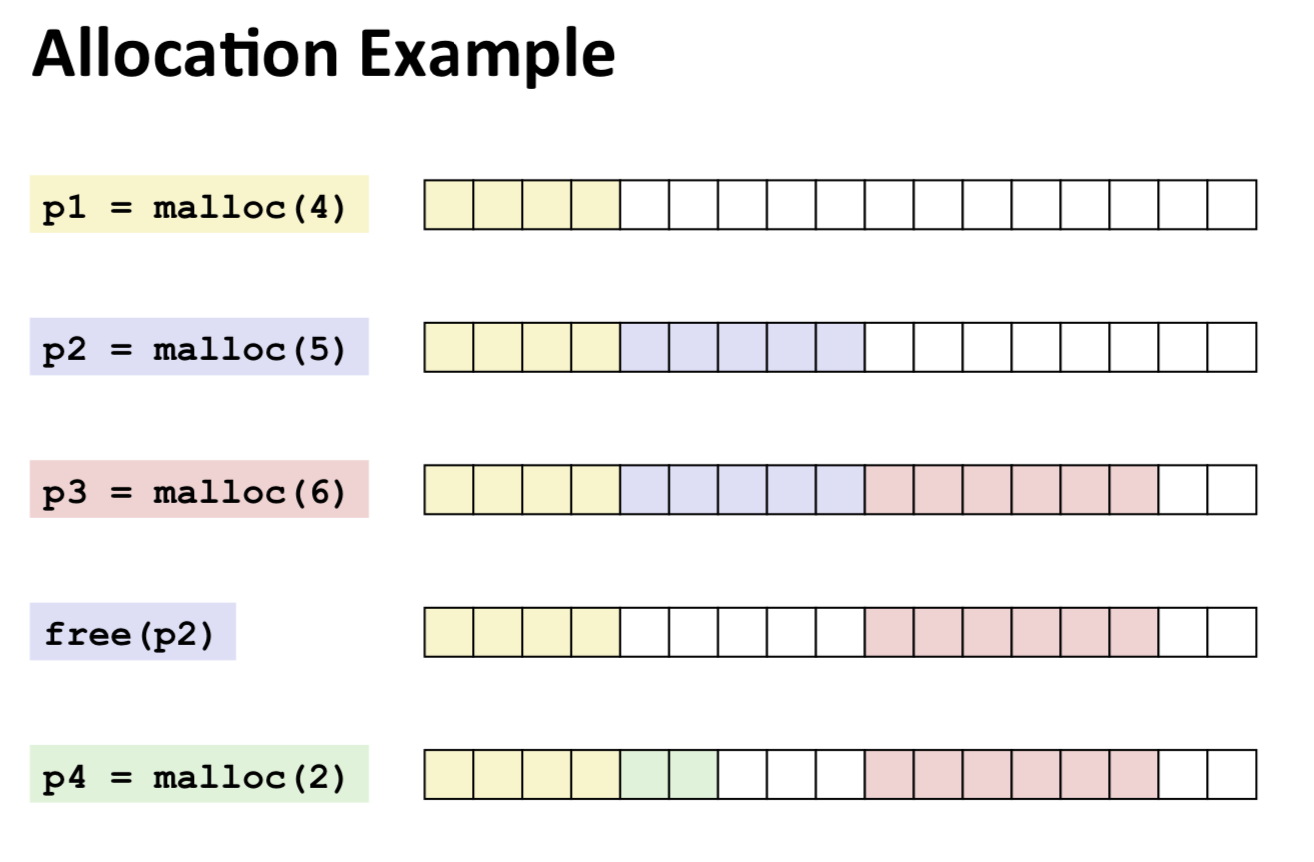 Allocation Example
p1 = malloc(4)
p2 = malloc(5)
p3 = malloc(6)
free(p2)
p4 = malloc(2)